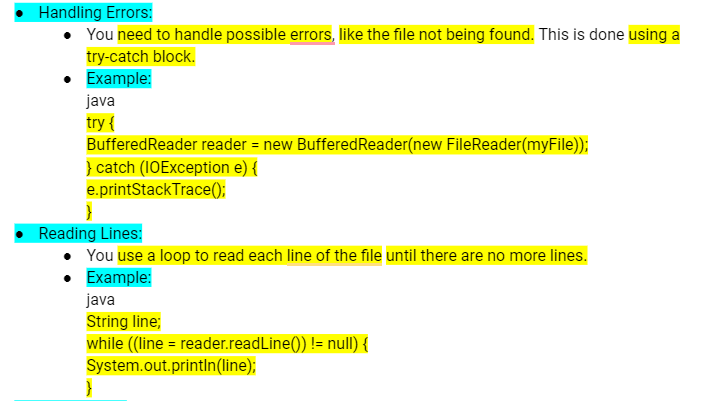 ● Handling Errors:
● You need to handle possible errors, like the file not being found. This is done using a
try-catch block.
● Example:
java
try {
BufferedReader reader = new BufferedReader(new FileReader(myFile));
} catch (IOException e) {
e.printStackTrace();
}
● Reading Lines:
● You use a loop to read each line of the file until there are no more lines.
● Example:
java
String line;
while ((line = reader.readLine()) != null) {
System.out.println(line);
}